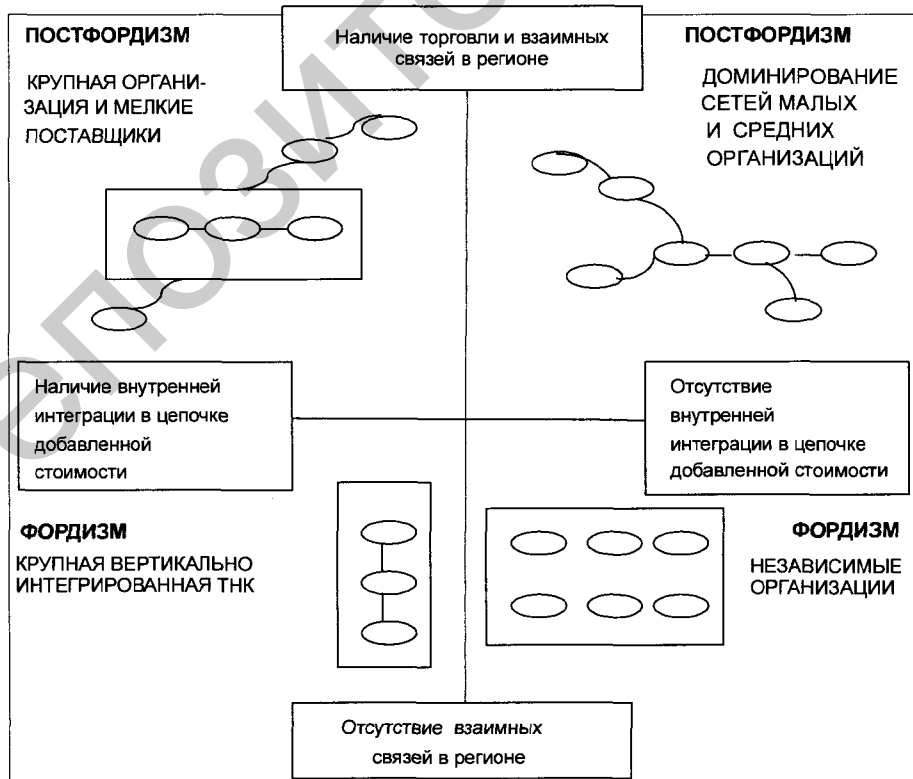 ПОСТФОРДИЗМ
КРУПНАЯ ОРГАНИ-
ЗАЦИЯ И МЕЛКИЕ
ПОСТАВЩИКИ
Наличие торговли и взаимных
связей в регионе
ПОСТФОРДИЗМ
ДОМИНИРОВАНИЕ
СЕТЕЙ МАЛЫХ
И СРЕДНИХ
ОРГАНИЗАЦИЙ
Наличие внутренней
интеграции в цепочке
добавленной
стоимости
Отсутствие
внутренней
интеграции в цепочке
добавленной стоимости
ФОРДИЗМ
КРУПНАЯ ВЕРТИКАЛЬНО
ИНТЕГРИРОВАННАЯ ТНК
ФОРДИЗМ
НЕЗАВИСИМЫЕ
ОРГАНИЗАЦИИ
Отсутствие взаимных
связей в регионе